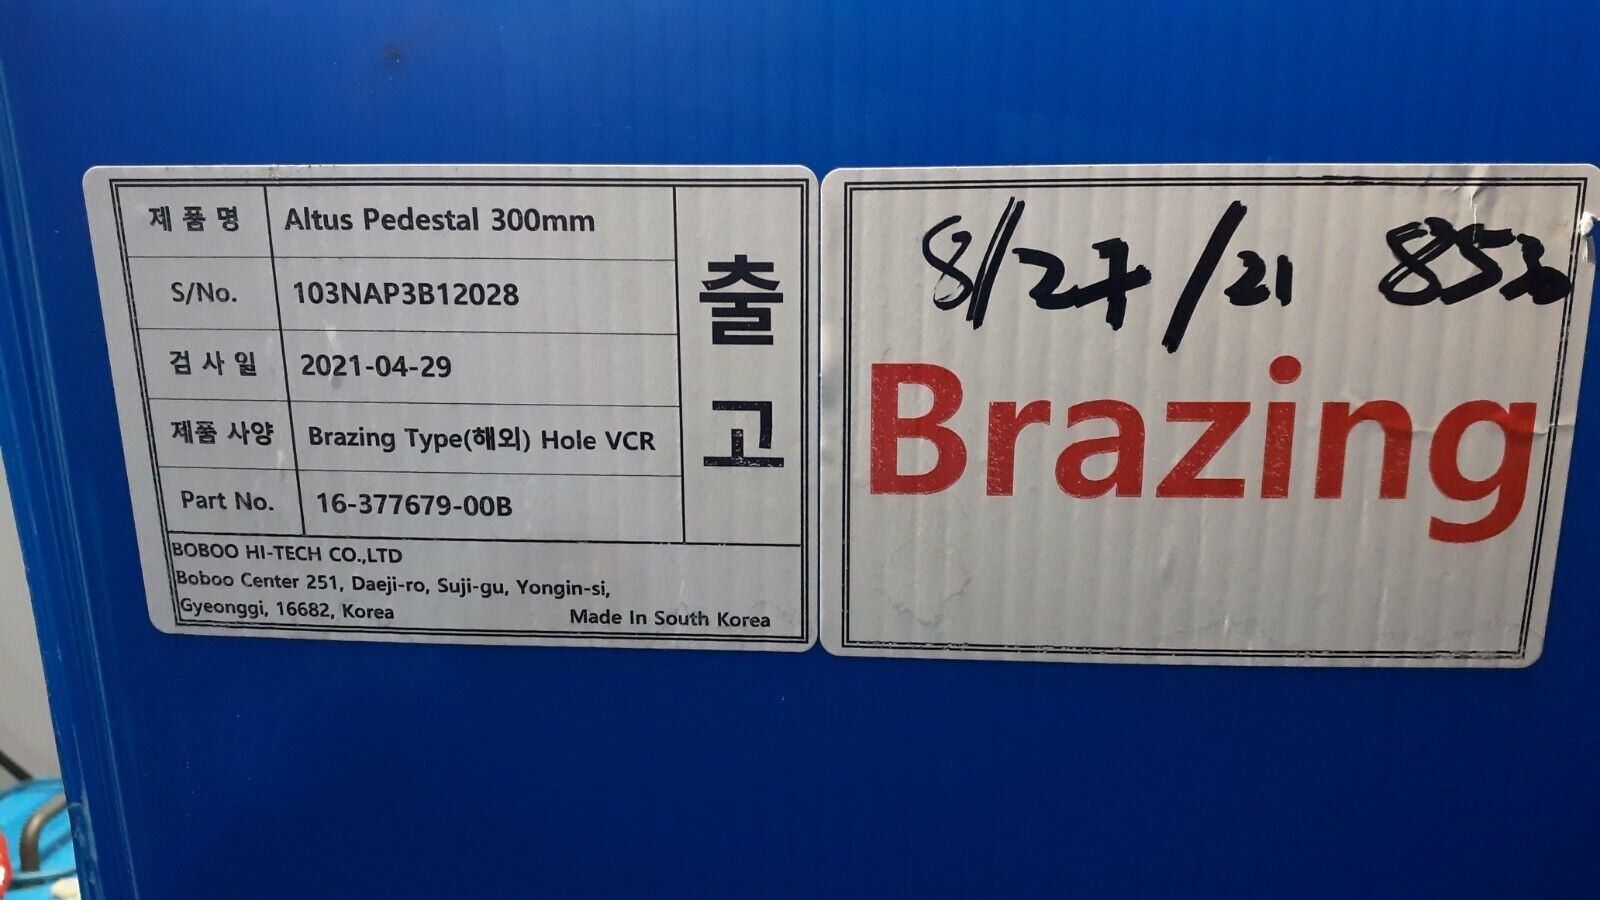 제 품 명 Altus Pedestal 300mm
S/No. 103NAP3B12028
검 사 일 2021-04-29
제품 사양 Brazing Type(해외) Hole VCR
Part No. 16-377679-00B
출
고
BOBOO HI-TECH CO.,LTD
Boboo Center 251, Daeji-ro, Suji-gu, Yongin-si,
Gyeonggi, 16682, Korea Made In South Korea
8/27/21
Brazing